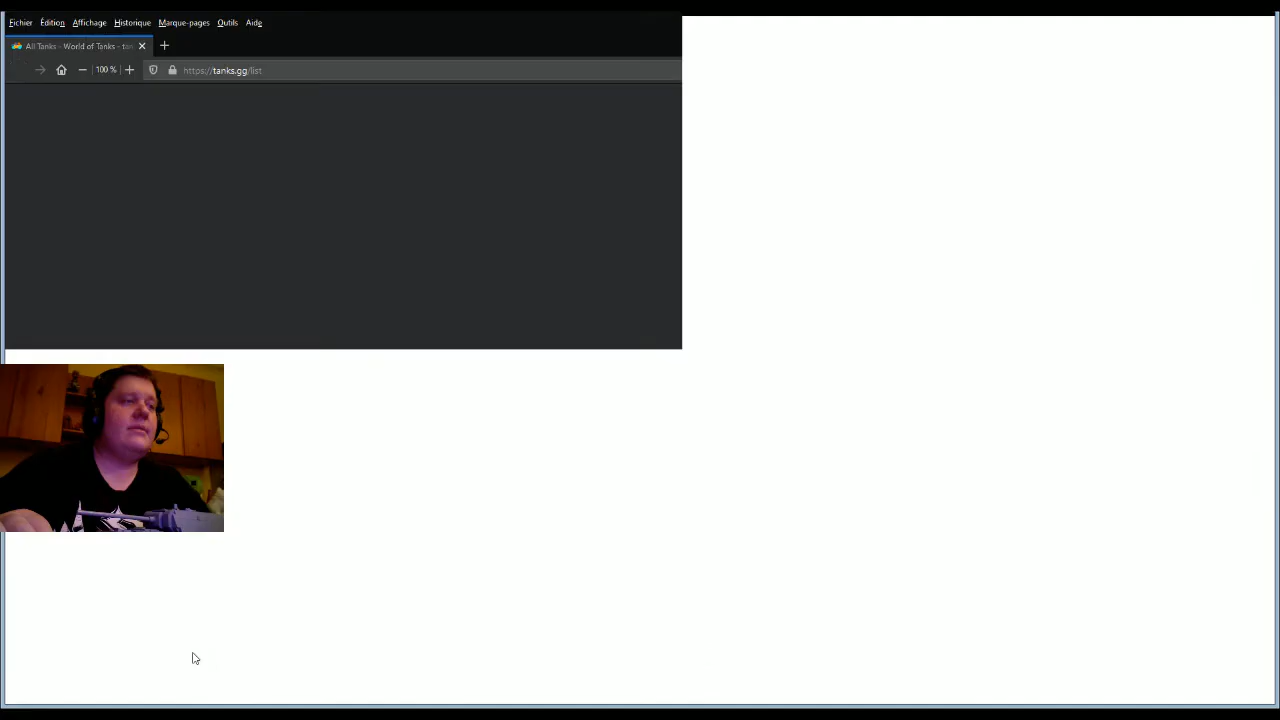 Fichier Édition Affichage Historique Marque-pages Outils Aide
All Tanks - World of Tanks - tan
100 %
https://tanks.gg/list